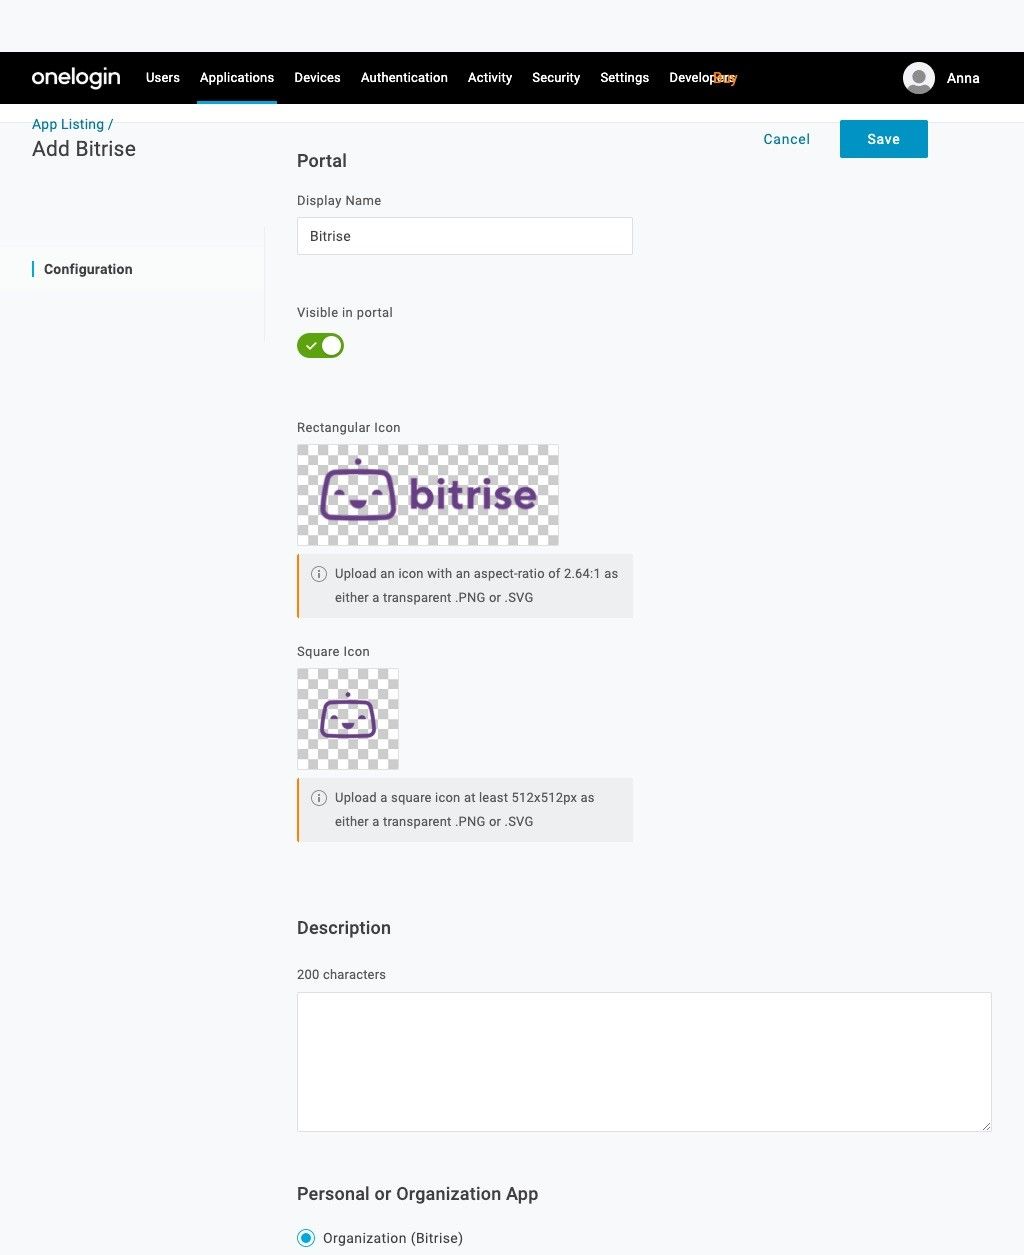 onelogin Users Applications Devices Authentication Activity Security Settings Developers Buy Anna
App Listing /
Add Bitrise
Cancel
Save
Configuration
Portal
Display Name
Bitrise
Visible in portal
Rectangular Icon
bitrise
Upload an icon with an aspect-ratio of 2.64:1 as
either a transparent .PNG or .SVG
Square Icon
Upload a square icon at least 512x512px as
either a transparent .PNG or .SVG
Description
200 characters
Personal or Organization App
Organization (Bitrise)